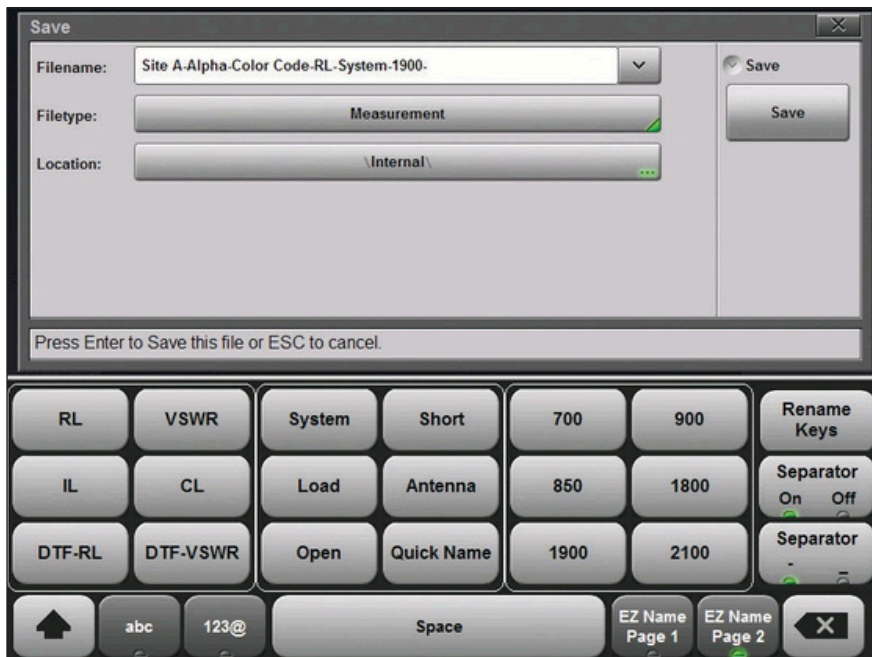 Save
Filename: Site A-Alpha-Color Code-RL-System-1900-
Save
Filetype: Measurement
Save
Location: \Internal\
Press Enter to Save this file or ESC to cancel.
RL VSWR System Short 700 900 Rename Keys
IL CL Load Antenna 850 1800 Separator On Off
DTF-RL DTF-VSWR Open Quick Name 1900 2100 Separator - _
abc 123@ Space EZ Name Page 1 EZ Name Page 2